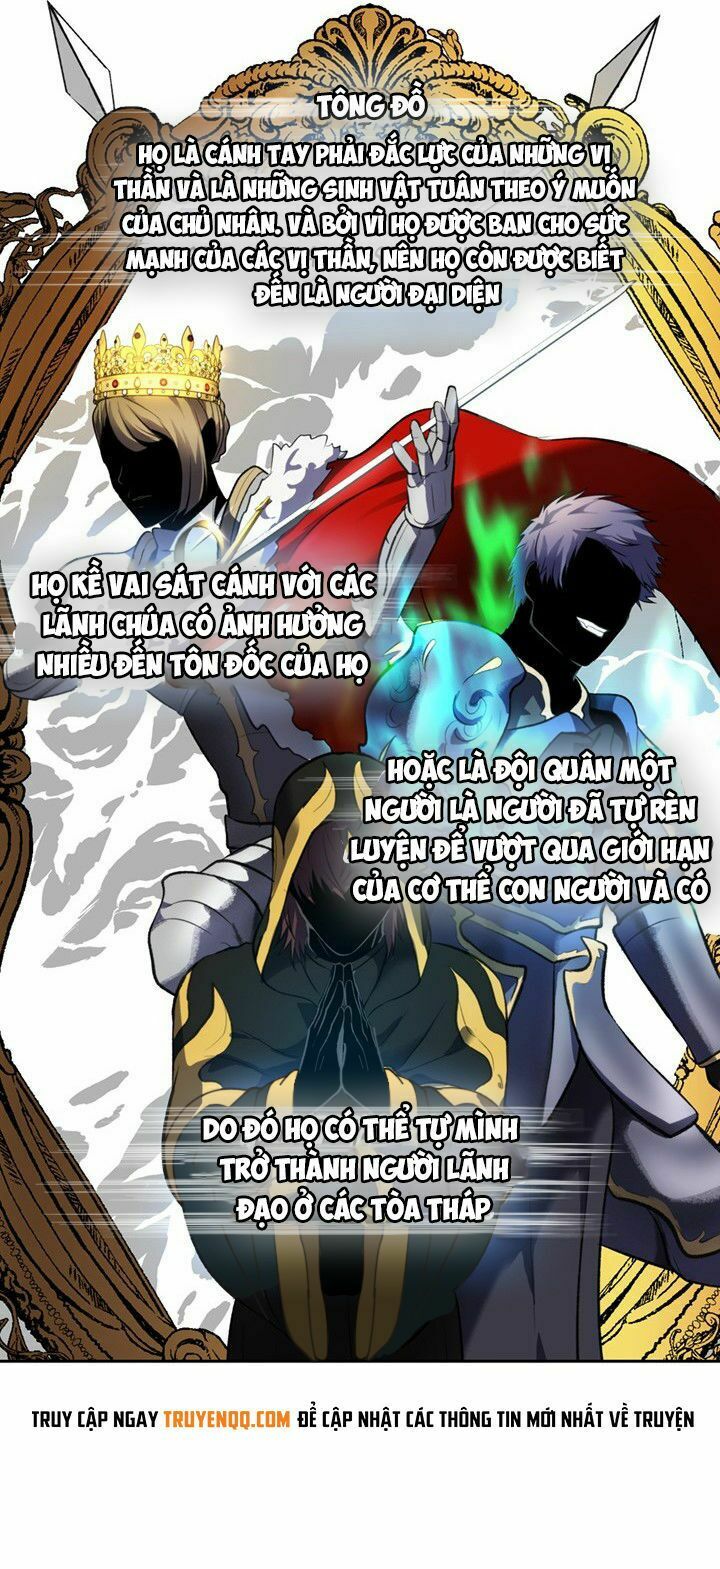 TÔNG ĐỒ
HỌ LÀ CÁNH TAY PHẢI ĐẮC LỰC CỦA NHỮNG VỊ
THẦN VÀ LÀ NHỮNG SINH VẬT TUÂN THEO Ý MUỐN
CỦA CHỦ NHÂN. VÀ BỞI VÌ HỌ ĐƯỢC BAN CHO SỨC
MẠNH CỦA CÁC VỊ THẦN, NÊN HỌ CÒN ĐƯỢC BIẾT
ĐẾN LÀ NGƯỜI ĐẠI DIỆN
HỌ KỀ VAI SÁT CÁNH VỚI CÁC
LÃNH CHÚA CÓ ẢNH HƯỞNG
NHIỀU ĐẾN TÔN ĐỐC CỦA HỌ
HOẶC LÀ ĐỘI QUÂN MỘT
NGƯỜI LÀ NGƯỜI ĐÃ TỰ RÈN
LUYỆN ĐỂ VƯỢT QUA GIỚI HẠN
CỦA CƠ THỂ CON NGƯỜI VÀ CÓ
DO ĐÓ HỌ CÓ THỂ TỰ MÌNH
TRỞ THÀNH NGƯỜI LÃNH
ĐẠO Ở CÁC TÒA THÁP
TRUY CẬP NGAY TRUYENQQ.COM ĐỂ CẬP NHẬT CÁC THÔNG TIN MỚI NHẤT VỀ TRUYỆN